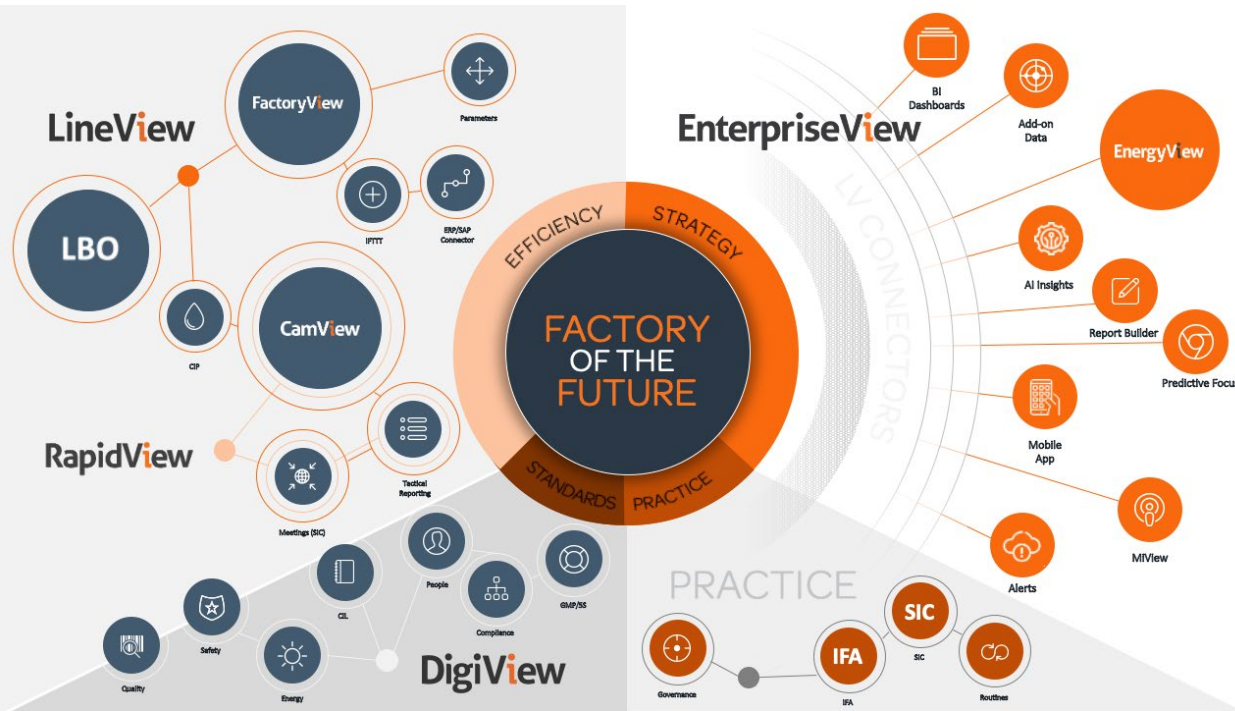 LineView
FactoryView
Parameters
LBO
IFTTT
ERP/SAP
Connector
CIP
CamView
RapidView
Tactical
Reporting
Meetings (SIC)
EFFICIENCY
STRATEGY
STANDARDS
PRACTICE
FACTORY
OF THE
FUTURE
EnterpriseView
LV CONNECTORS
BI
Dashboards
Add-on
Data
EnergyView
AI Insights
Report Builder
Predictive Focus
Mobile
App
MiView
Alerts
DigiView
Quality
Safety
Energy
CIL
People
Compliance
GMP/5S
PRACTICE
Governance
IFA
IFA
SIC
SIC
Routines